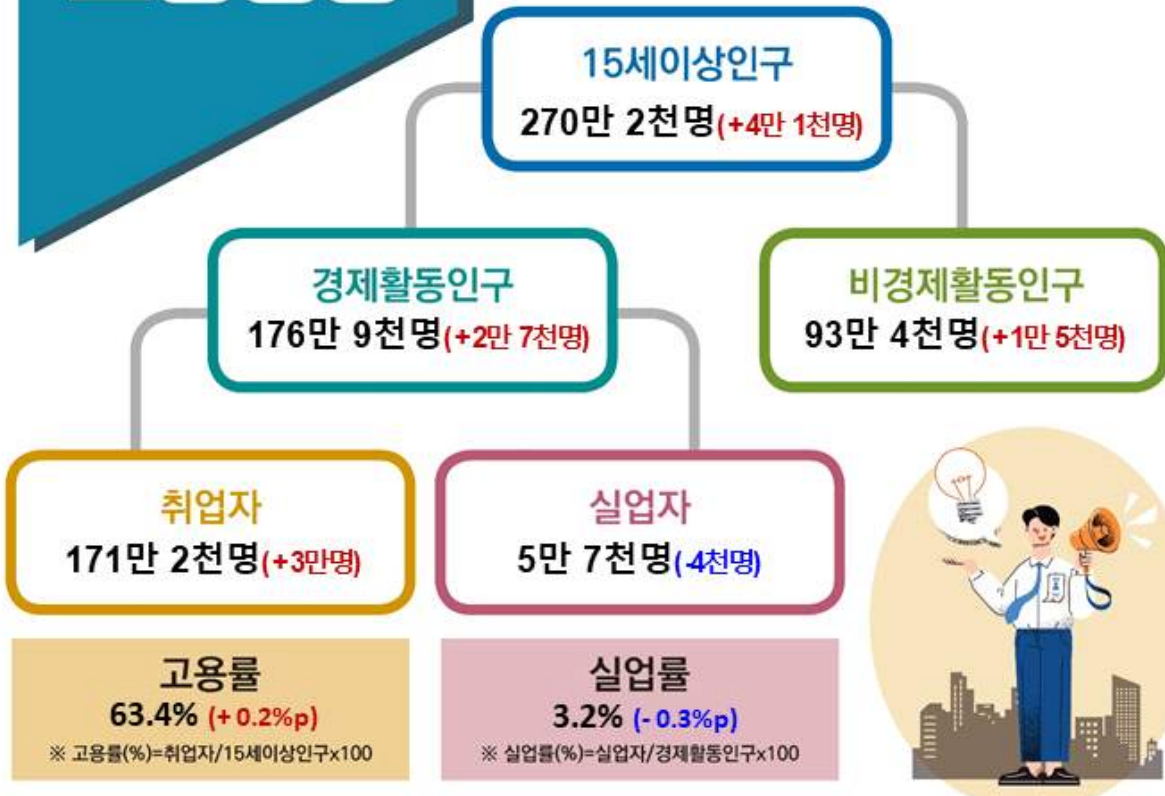 15세이상인구
270만 2천명(+4만 1천명)
경제활동인구
176만 9천명(+2만 7천명)
비경제활동인구
93만 4천명(+1만 5천명)
취업자
171만 2천명(+3만명)
실업자
5만 7천명(-4천명)
고용률
63.4% (+ 0.2%p)
※ 고용률(%)=취업자/15세이상인구x100
실업률
3.2% (- 0.3%p)
※ 실업률(%)=실업자/경제활동인구x100